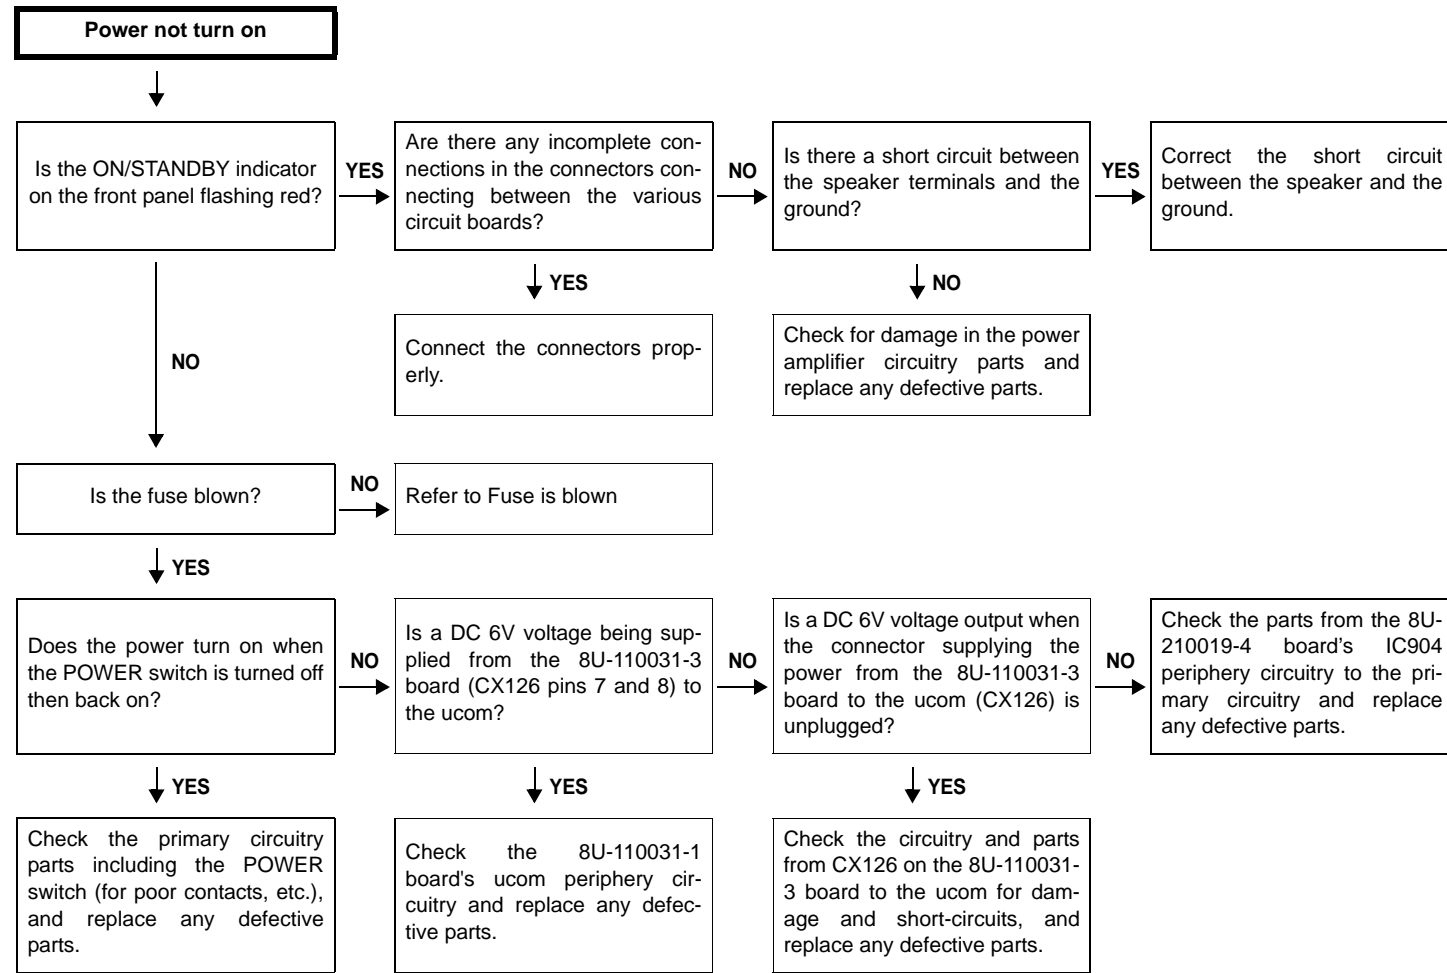 Power not turn on
Is the ON/STANDBY indicator
on the front panel flashing red?
YES
Are there any incomplete con-
nections in the connectors con-
necting between the various
circuit boards?
NO
Is there a short circuit between
the speaker terminals and the
ground?
YES
Correct the short circuit
between the speaker and the
ground.
YES
NO
NO
Connect the connectors prop-
erly.
Check for damage in the power
amplifier circuitry parts and
replace any defective parts.
Is the fuse blown?
NO
Refer to Fuse is blown
YES
Does the power turn on when
the POWER switch is turned off
then back on?
NO
Is a DC 6V voltage being sup-
plied from the 8U-110031-3
board (CX126 pins 7 and 8) to
the ucom?
NO
Is a DC 6V voltage output when
the connector supplying the
power from the 8U-110031-3
board to the ucom (CX126) is
unplugged?
NO
Check the parts from the 8U-
210019-4 board's IC904
periphery circuitry to the pri-
mary circuitry and replace
any defective parts.
YES
YES
YES
Check the primary circuitry
parts including the POWER
switch (for poor contacts, etc.),
and replace any defective
parts.
Check the 8U-110031-1
board's ucom periphery cir-
cuitry and replace any defec-
tive parts.
Check the circuitry and parts
from CX126 on the 8U-110031-
3 board to the ucom for dam-
age and short-circuits, and
replace any defective parts.